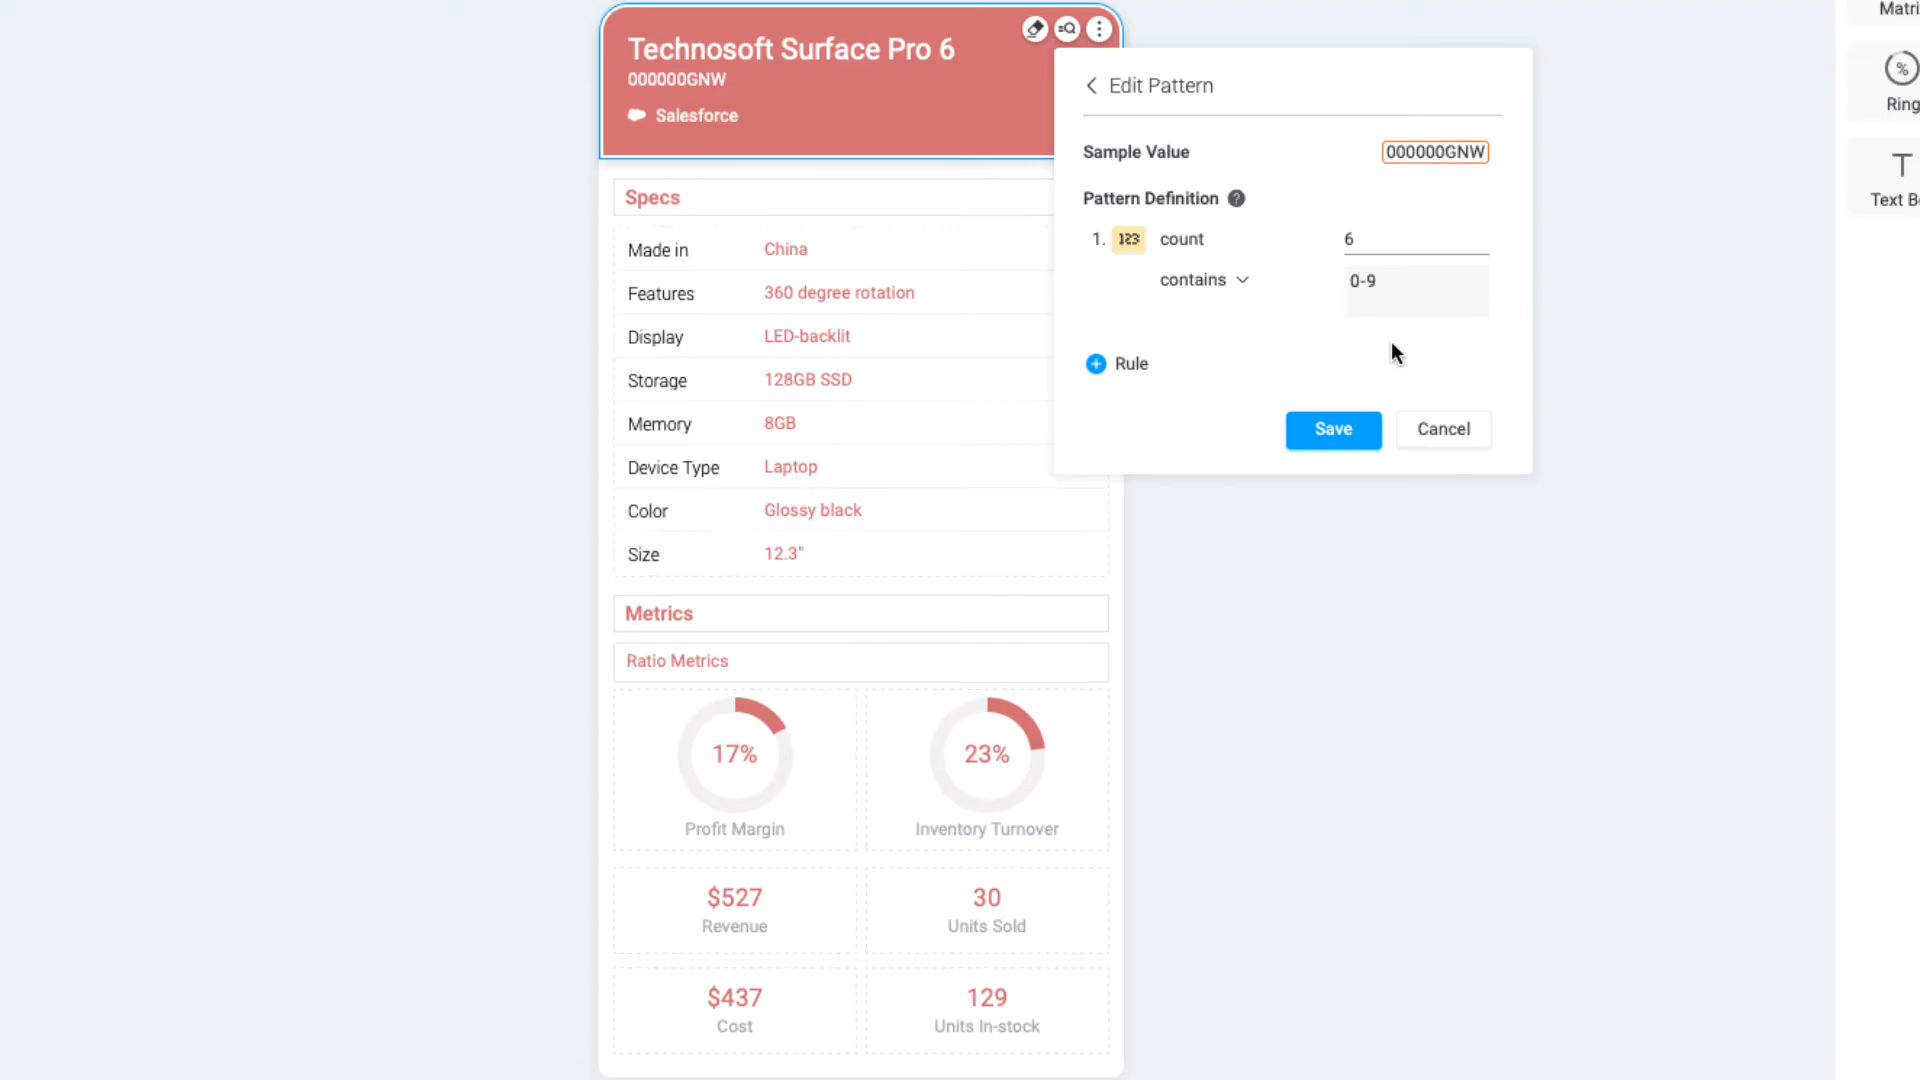 Technosoft Surface Pro 6
000000GNW
Salesforce
Edit Pattern
Sample Value 000000GNW
Pattern Definition ?
1. 123 count 6
contains 0-9
+ Rule
Save Cancel
Specs
Made in China
Features 360 degree rotation
Display LED-backlit
Storage 128GB SSD
Memory 8GB
Device Type Laptop
Color Glossy black
Size 12.3"
Metrics
Ratio Metrics
17% 23%
Profit Margin Inventory Turnover
$527 30
Revenue Units Sold
$437 129
Cost Units In-stock
Matri
%
Ring
T
Text B